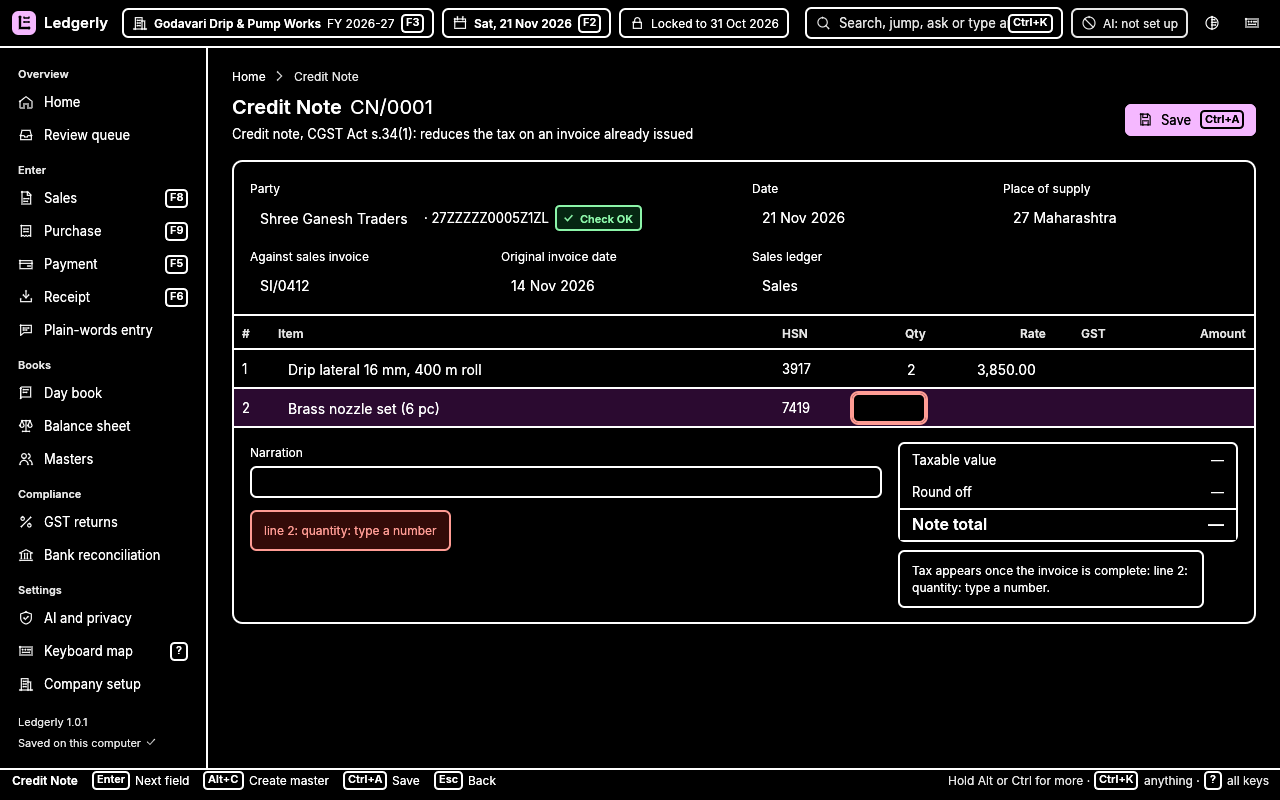 Ledgerly
Godavari Drip & Pump Works FY 2026-27 F3
Sat, 21 Nov 2026 F2
Locked to 31 Oct 2026
Search, jump, ask or type a Ctrl+K
AI: not set up
Overview
Home
Review queue
Enter
Sales F8
Purchase F9
Payment F5
Receipt F6
Plain-words entry
Books
Day book
Balance sheet
Masters
Compliance
GST returns
Bank reconciliation
Settings
AI and privacy
Keyboard map ?
Company setup
Ledgerly 1.0.1
Saved on this computer
Home > Credit Note
Credit Note CN/0001
Credit note, CGST Act s.34(1): reduces the tax on an invoice already issued
Save Ctrl+A
Party
Shree Ganesh Traders · 27ZZZZZ0005Z1ZL Check OK
Date
21 Nov 2026
Place of supply
27 Maharashtra
Against sales invoice
SI/0412
Original invoice date
14 Nov 2026
Sales ledger
Sales
# Item HSN Qty Rate GST Amount
1 Drip lateral 16 mm, 400 m roll 3917 2 3,850.00
2 Brass nozzle set (6 pc) 7419
Narration
line 2: quantity: type a number
Taxable value —
Round off —
Note total —
Tax appears once the invoice is complete: line 2:
quantity: type a number.
Credit Note Enter Next field Alt+C Create master Ctrl+A Save Esc Back
Hold Alt or Ctrl for more · Ctrl+K anything · ? all keys